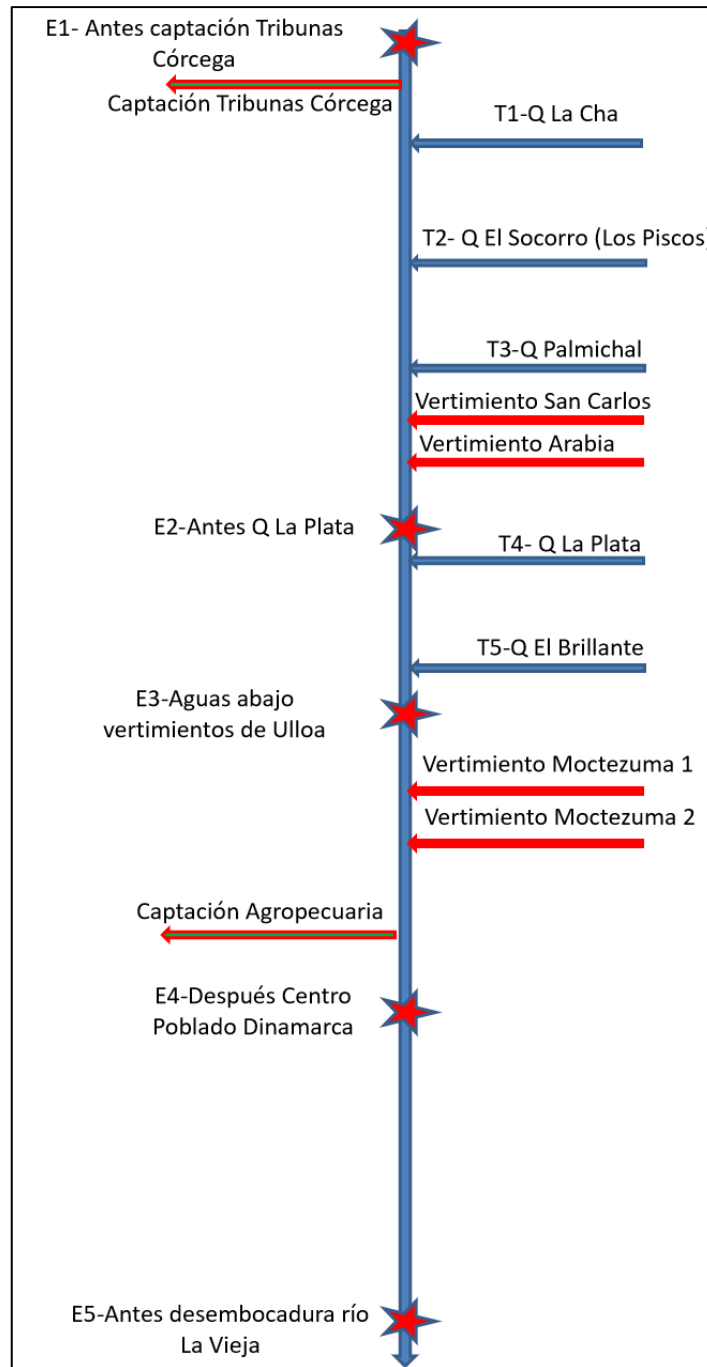 E1- Antes captación Tribunas
Córcega
Captación Tribunas Córcega
T1-Q La Cha
T2- Q El Socorro (Los Piscos)
T3-Q Palmichal
Vertimiento San Carlos
Vertimiento Arabia
E2-Antes Q La Plata
T4- Q La Plata
T5-Q El Brillante
E3-Aguas abajo
vertimientos de Ulloa
Vertimiento Moctezuma 1
Vertimiento Moctezuma 2
Captación Agropecuaria
E4-Después Centro
Poblado Dinamarca
E5-Antes desembocadura río
La Vieja